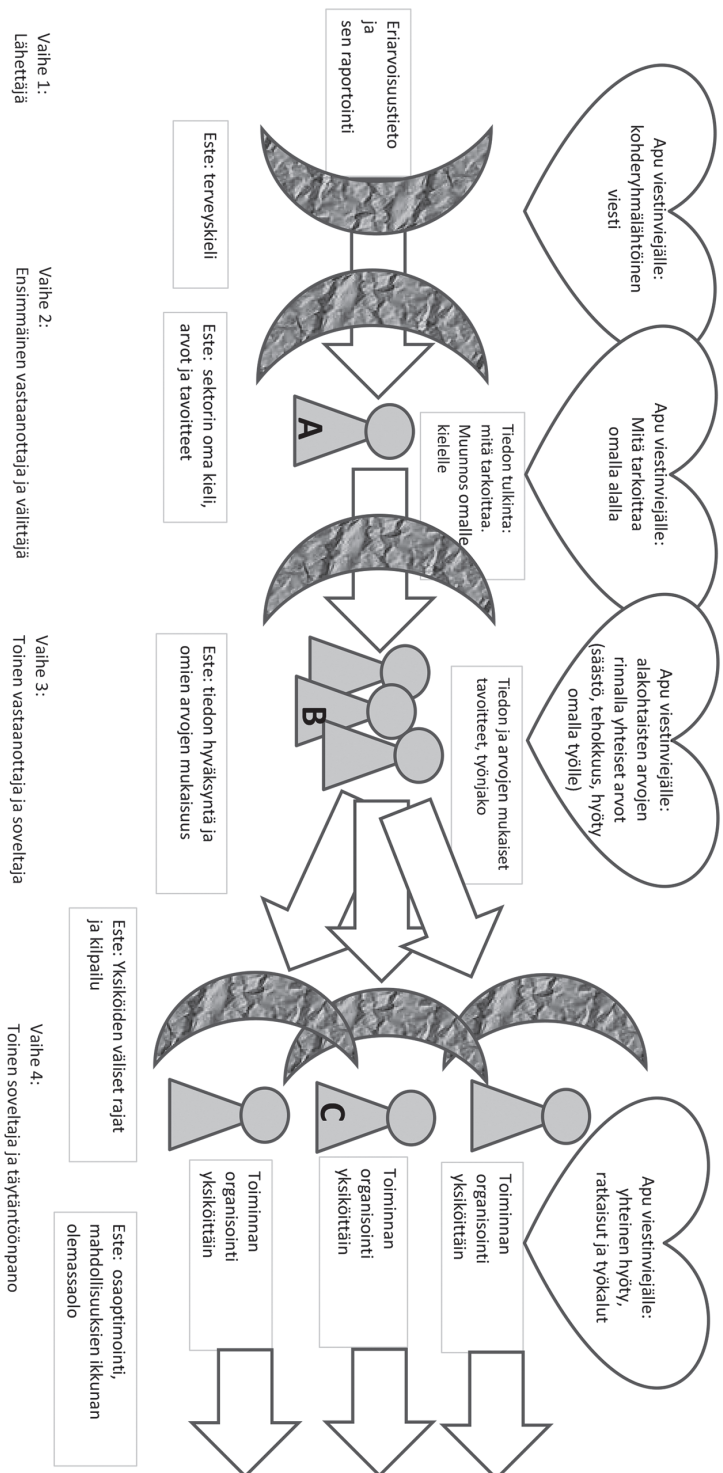 Apu viestinviejälle:
kohderyhmälähtöinen
viesti
Apu viestinviejälle:
Mitä tarkoittaa
omalla alalla
Apu viestinviejälle:
alakohtaisten arvojen
rinnalla yhteiset arvot
(säästö, tehokkuus, hyöty
omalla työlle)
Apu viestinviejälle:
yhteinen hyöty,
ratkaisut ja työkalut
Eriarvoisuustieto
ja
sen raportointi
Tiedon tulkinta:
mitä tarkoittaa.
Muunnos omalle
kielelle
Tiedon ja arvojen mukaiset
tavoitteet, työnjako
A
B
C
Toiminnan
organisointi
yksiköittäin
Toiminnan
organisointi
yksiköittäin
Toiminnan
organisointi
yksiköittäin
Este: terveyskieli
Este: sektorin oma kieli,
arvot ja tavoitteet
Este: tiedon hyväksyntä ja
omien arvojen mukaisuus
Este: Yksiköiden väliset rajat
ja kilpailu
Este: osaoptimointi,
mahdollisuuksien ikkunan
olemassaolo
Vaihe 1:
Lähettäjä
Vaihe 2:
Ensimmäinen vastaanottaja ja välittäjä
Vaihe 3:
Toinen vastaanottaja ja soveltaja
Vaihe 4:
Toinen soveltaja ja täytäntöönpano